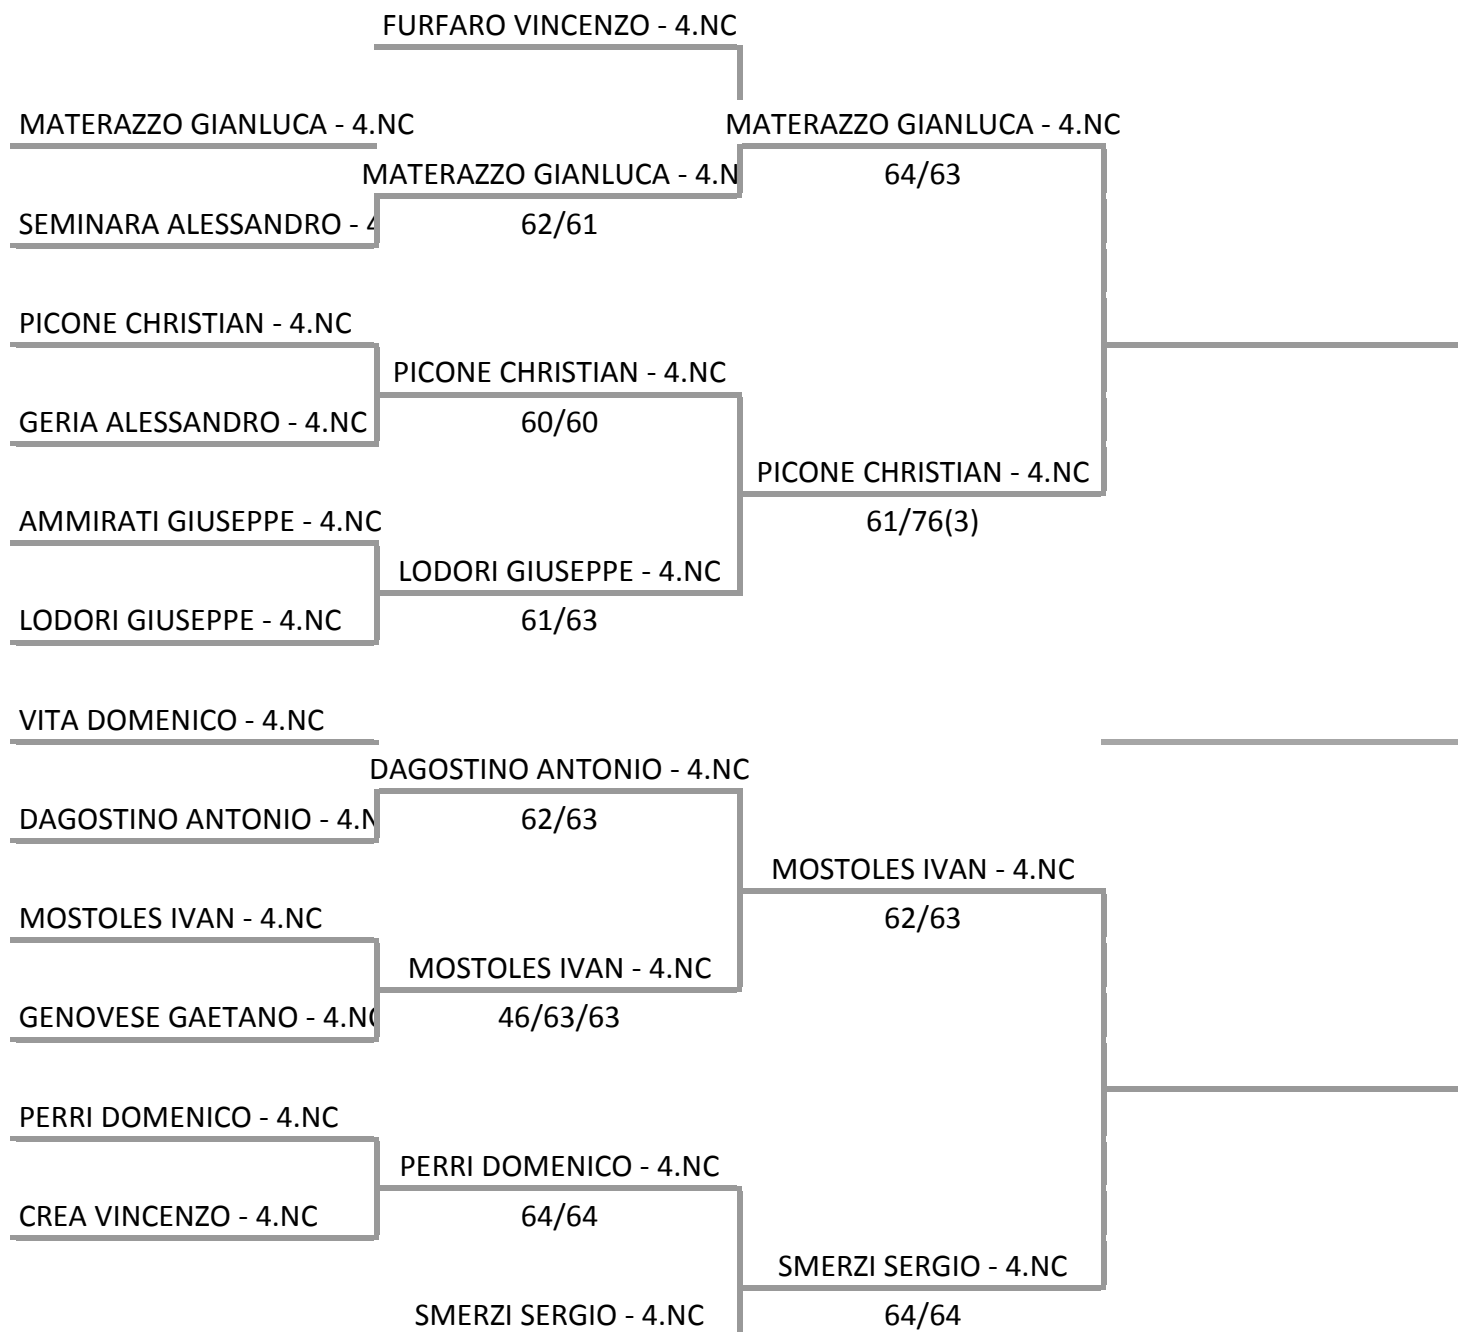 FURFARO VINCENZO - 4.NC
MATERAZZO GIANLUCA - 4.NC
MATERAZZO GIANLUCA - 4.NC
MATERAZZO GIANLUCA - 4.N
64/63
SEMINARA ALESSANDRO - 4
62/61
PICONE CHRISTIAN - 4.NC
PICONE CHRISTIAN - 4.NC
GERIA ALESSANDRO - 4.NC
60/60
PICONE CHRISTIAN - 4.NC
AMMIRATI GIUSEPPE - 4.NC
61/76(3)
LODORI GIUSEPPE - 4.NC
LODORI GIUSEPPE - 4.NC
61/63
VITA DOMENICO - 4.NC
DAGOSTINO ANTONIO - 4.NC
DAGOSTINO ANTONIO - 4.N
62/63
MOSTOLES IVAN - 4.NC
MOSTOLES IVAN - 4.NC
62/63
MOSTOLES IVAN - 4.NC
GENOVESE GAETANO - 4.NC
46/63/63
PERRI DOMENICO - 4.NC
PERRI DOMENICO - 4.NC
CREA VINCENZO - 4.NC
64/64
SMERZI SERGIO - 4.NC
SMERZI SERGIO - 4.NC
64/64